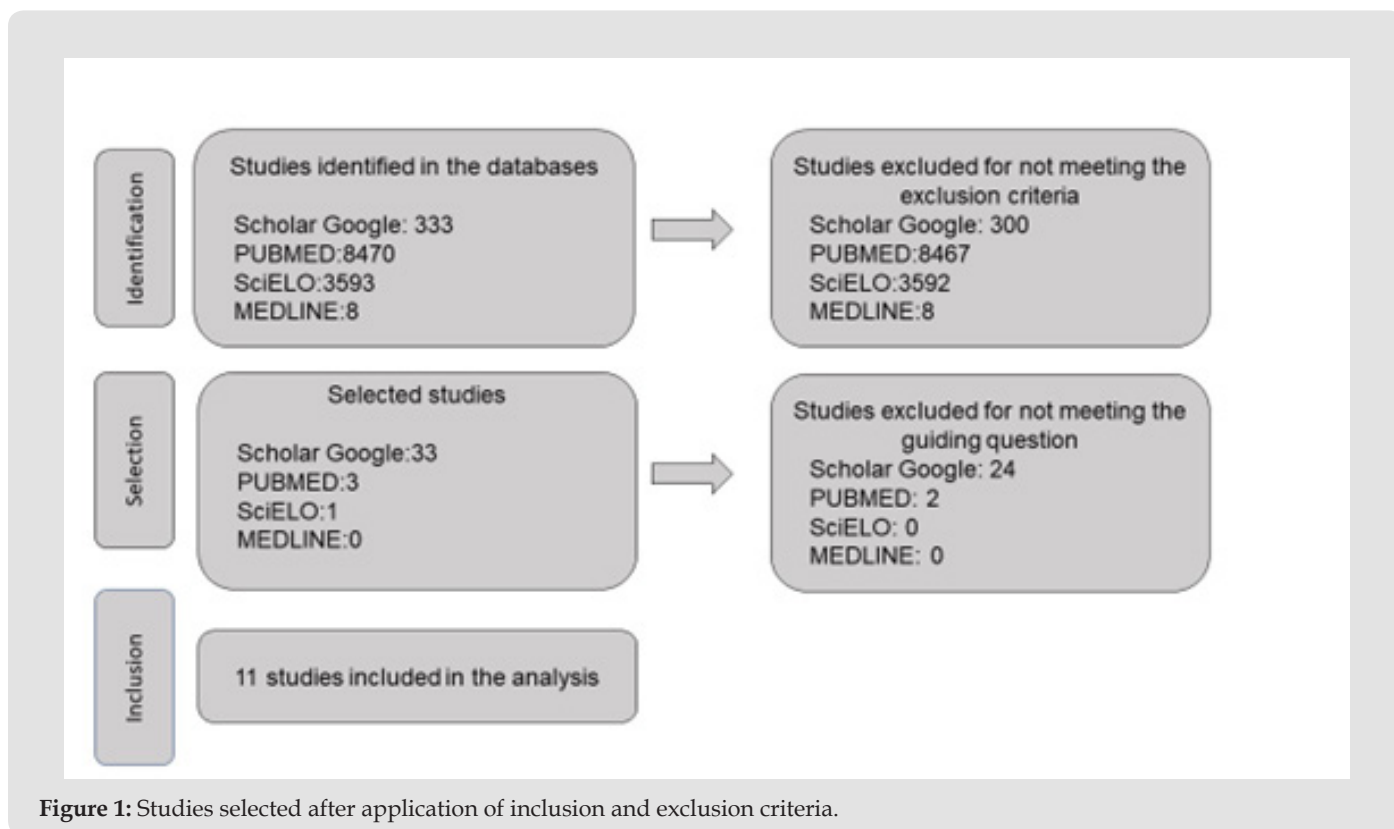 Identification
Studies identified in the databases
Scholar Google: 333
PUBMED:8470
SciELO:3593
MEDLINE:8
Studies excluded for not meeting the
exclusion criteria
Scholar Google: 300
PUBMED:8467
SciELO:3592
MEDLINE:8
Selection
Selected studies
Scholar Google:33
PUBMED:3
SciELO:1
MEDLINE:0
Studies excluded for not meeting the
guiding question
Scholar Google: 24
PUBMED: 2
SciELO: 0
MEDLINE: 0
Inclusion
11 studies included in the analysis
Figure 1: Studies selected after application of inclusion and exclusion criteria.